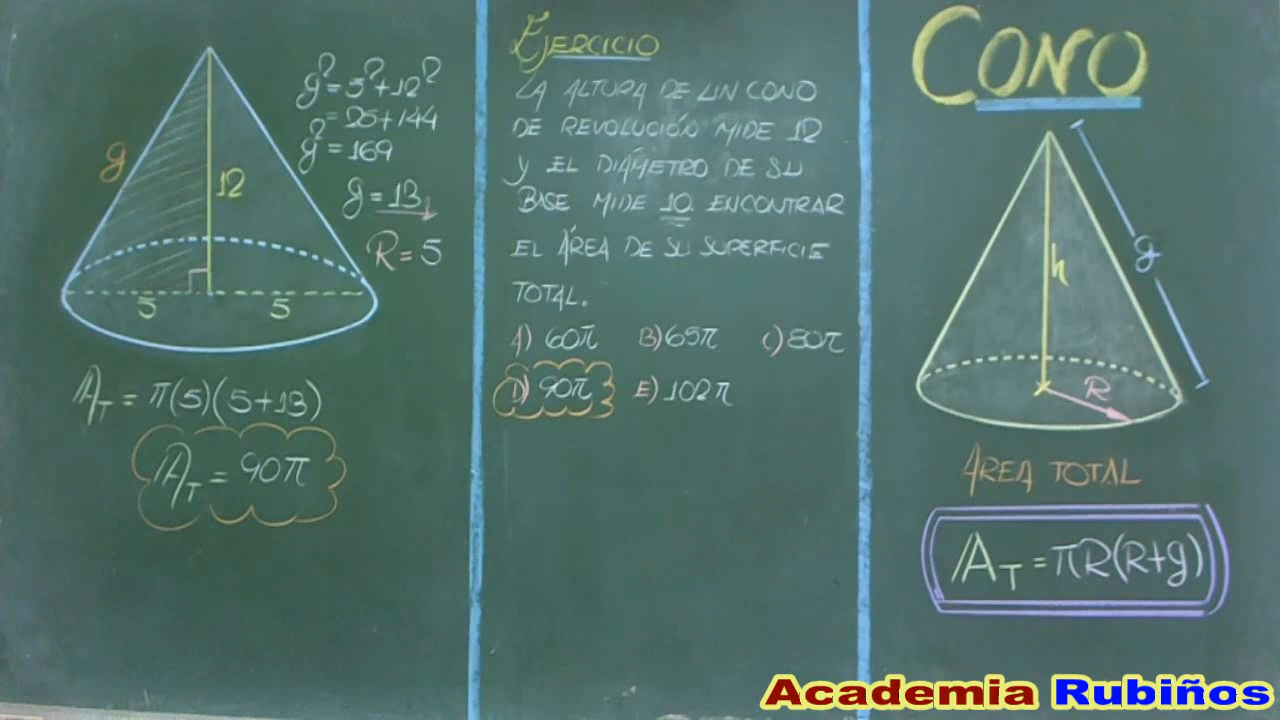 g² = 5² + 12²
= 25 + 144
g² = 169
g = 13
R = 5
g
12
5 5
A_T = π(5)(5+13)
A_T = 90π
EJERCICIO
LA ALTURA DE UN CONO
DE REVOLUCIÓN MIDE 12
Y EL DIÁMETRO DE SU
BASE MIDE 10. ENCONTRAR
EL ÁREA DE SU SUPERFICIE
TOTAL.
A) 60π B) 65π C) 80π
D) 90π E) 102π
CONO
h
g
R
ÁREA TOTAL
A_T = πR(R+g)
Academia Rubiños